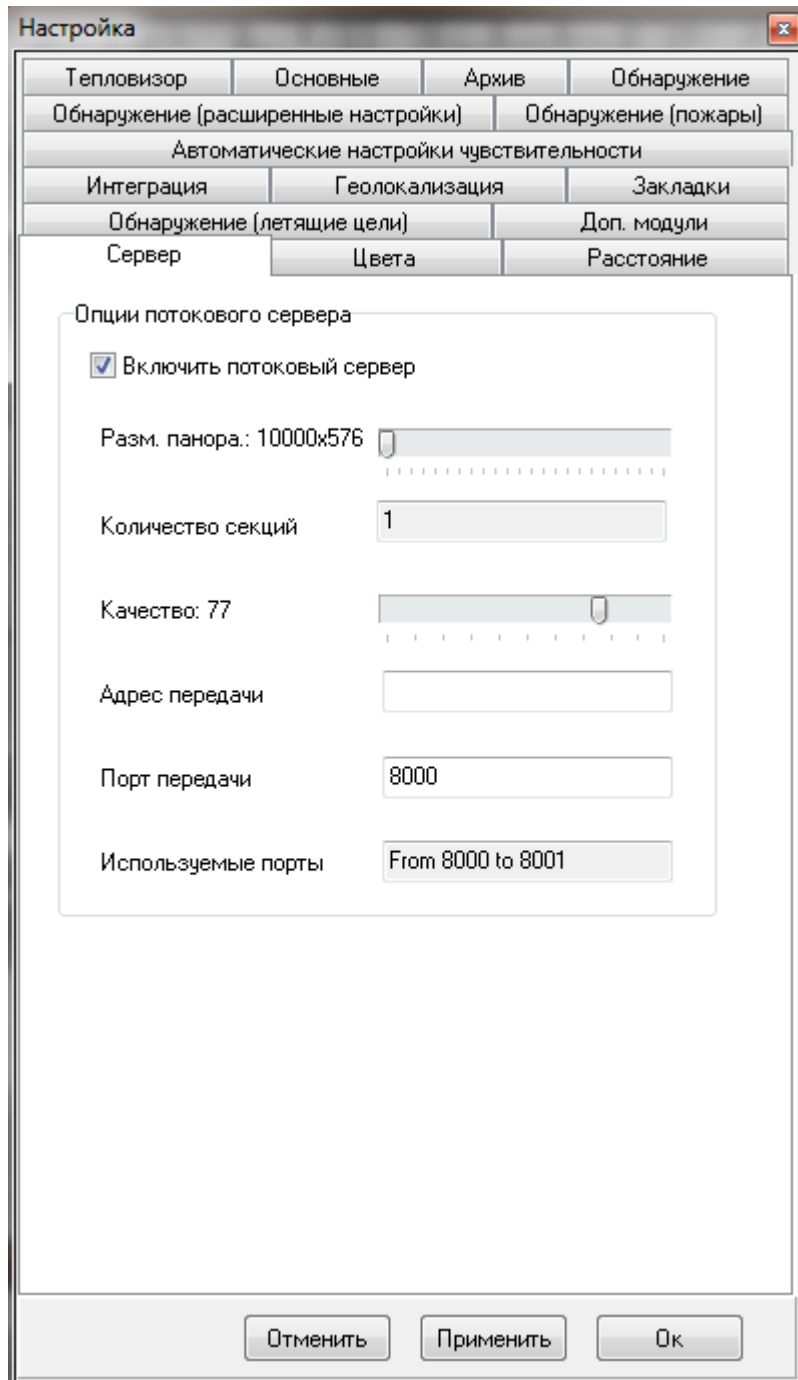 Настройка
Тепловизор Основные Архив Обнаружение
Обнаружение (расширенные настройки) Обнаружение (пожары)
Автоматические настройки чувствительности
Интеграция Геолокализация Закладки
Обнаружение (летящие цели) Доп. модули
Сервер Цвета Расстояние
Опции потокового сервера
Включить потоковый сервер
Разм. панора.: 10000x576
Количество секций 1
Качество: 77
Адрес передачи
Порт передачи 8000
Используемые порты From 8000 to 8001
Отменить Применить Ок